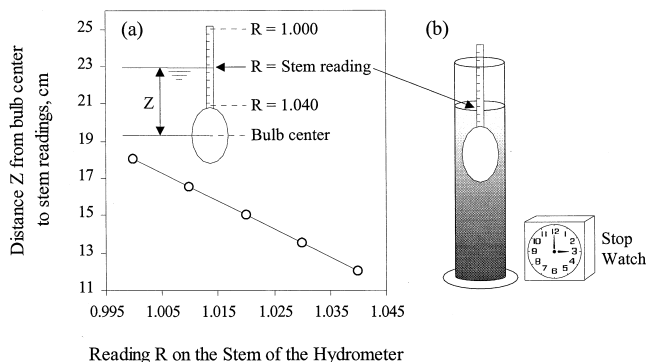 (a)
(b)
25
23
21
19
17
15
13
11
0.995 1.005 1.015 1.025 1.035 1.045
Distance Z from bulb center
to stem readings, cm
R = 1.000
R = Stem reading
Z
R = 1.040
Bulb center
12
1
2
3
4
5
6
7
8
9
10
11
Stop
Watch
Reading R on the Stem of the Hydrometer